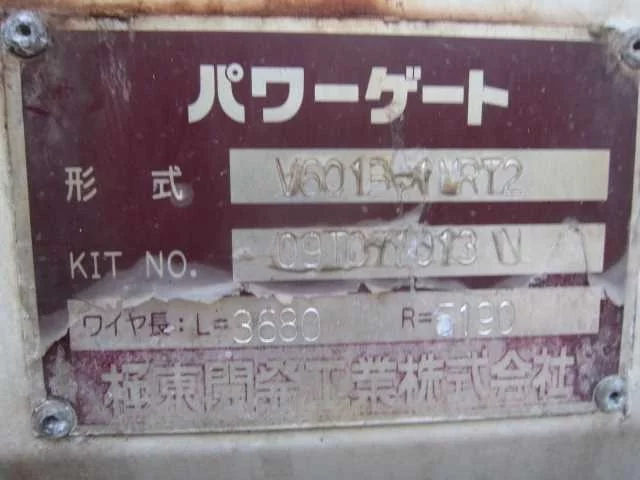 パワーゲート
形 式
KIT NO.
ワイヤ長:L=3680 R=5190
極東開発工業株式会社